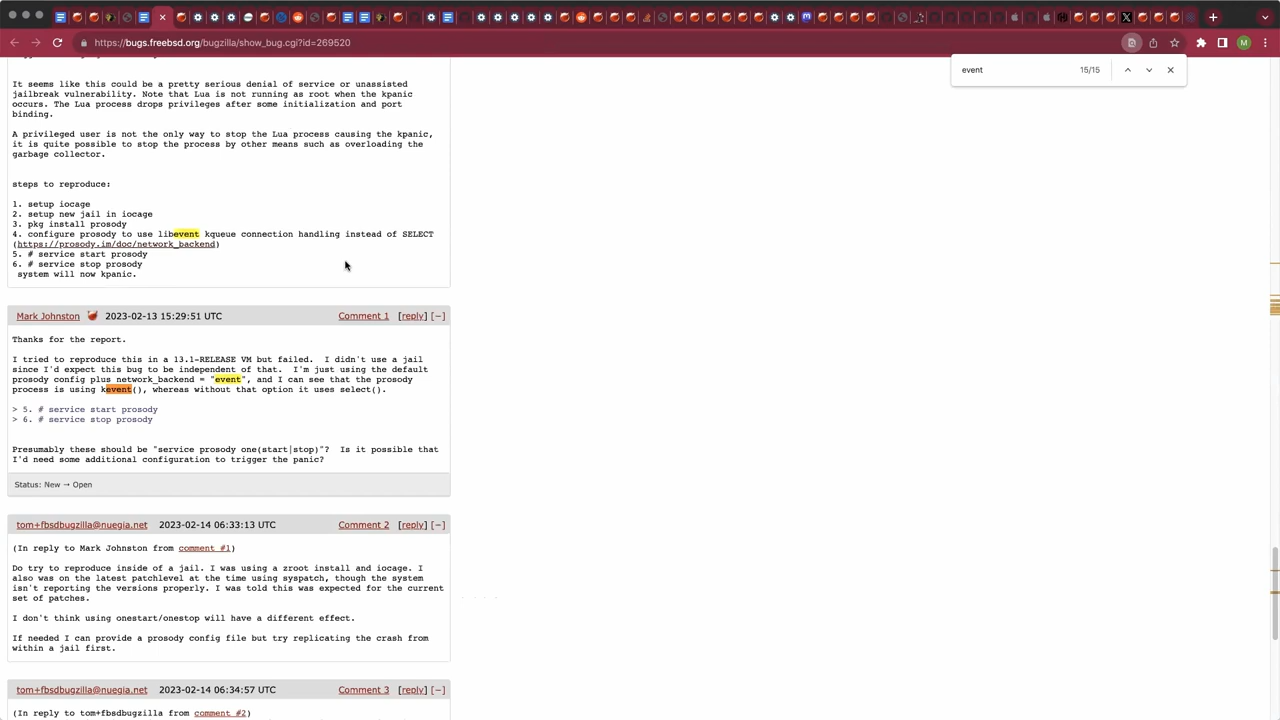 https://bugs.freebsd.org/bugzilla/show_bug.cgi?id=269520
M
event
15/15
It seems like this could be a pretty serious denial of service or unassisted
jailbreak vulnerability. Note that Lua is not running as root when the kpanic
occurs. The Lua process drops privileges after some initialization and port
binding.
A privileged user is not the only way to stop the Lua process causing the kpanic,
it is quite possible to stop the process by other means such as overloading the
garbage collector.
steps to reproduce:
1. setup iocage
2. setup new jail in iocage
3. pkg install prosody
4. configure prosody to use libevent kqueue connection handling instead of SELECT
(https://prosody.im/doc/network_backend)
5. # service start prosody
6. # service stop prosody
system will now kpanic.
Mark Johnston 2023-02-13 15:29:51 UTC Comment 1 [reply] [−]
Thanks for the report.
I tried to reproduce this in a 13.1-RELEASE VM but failed.  I didn't use a jail
since I'd expect this bug to be independent of that.  I'm just using the default
prosody config plus network_backend = "event", and I can see that the prosody
process is using kevent(), whereas without that option it uses select().
> 5. # service start prosody
> 6. # service stop prosody
Presumably these should be "service prosody one(start|stop)"?  Is it possible that
I'd need some additional configuration to trigger the panic?
Status: New → Open
tom+fbsdbugzilla@nuegia.net 2023-02-14 06:33:13 UTC Comment 2 [reply] [−]
(In reply to Mark Johnston from comment #1)
Do try to reproduce inside of a jail. I was using a zroot install and iocage. I
also was on the latest patchlevel at the time using syspatch, though the system
isn't reporting the versions properly. I was told this was expected for the current
set of patches.
I don't think using onestart/onestop will have a different effect.
If needed I can provide a prosody config file but try replicating the crash from
within a jail first.
tom+fbsdbugzilla@nuegia.net 2023-02-14 06:34:57 UTC Comment 3 [reply] [−]
(In reply to tom+fbsdbugzilla from comment #2)